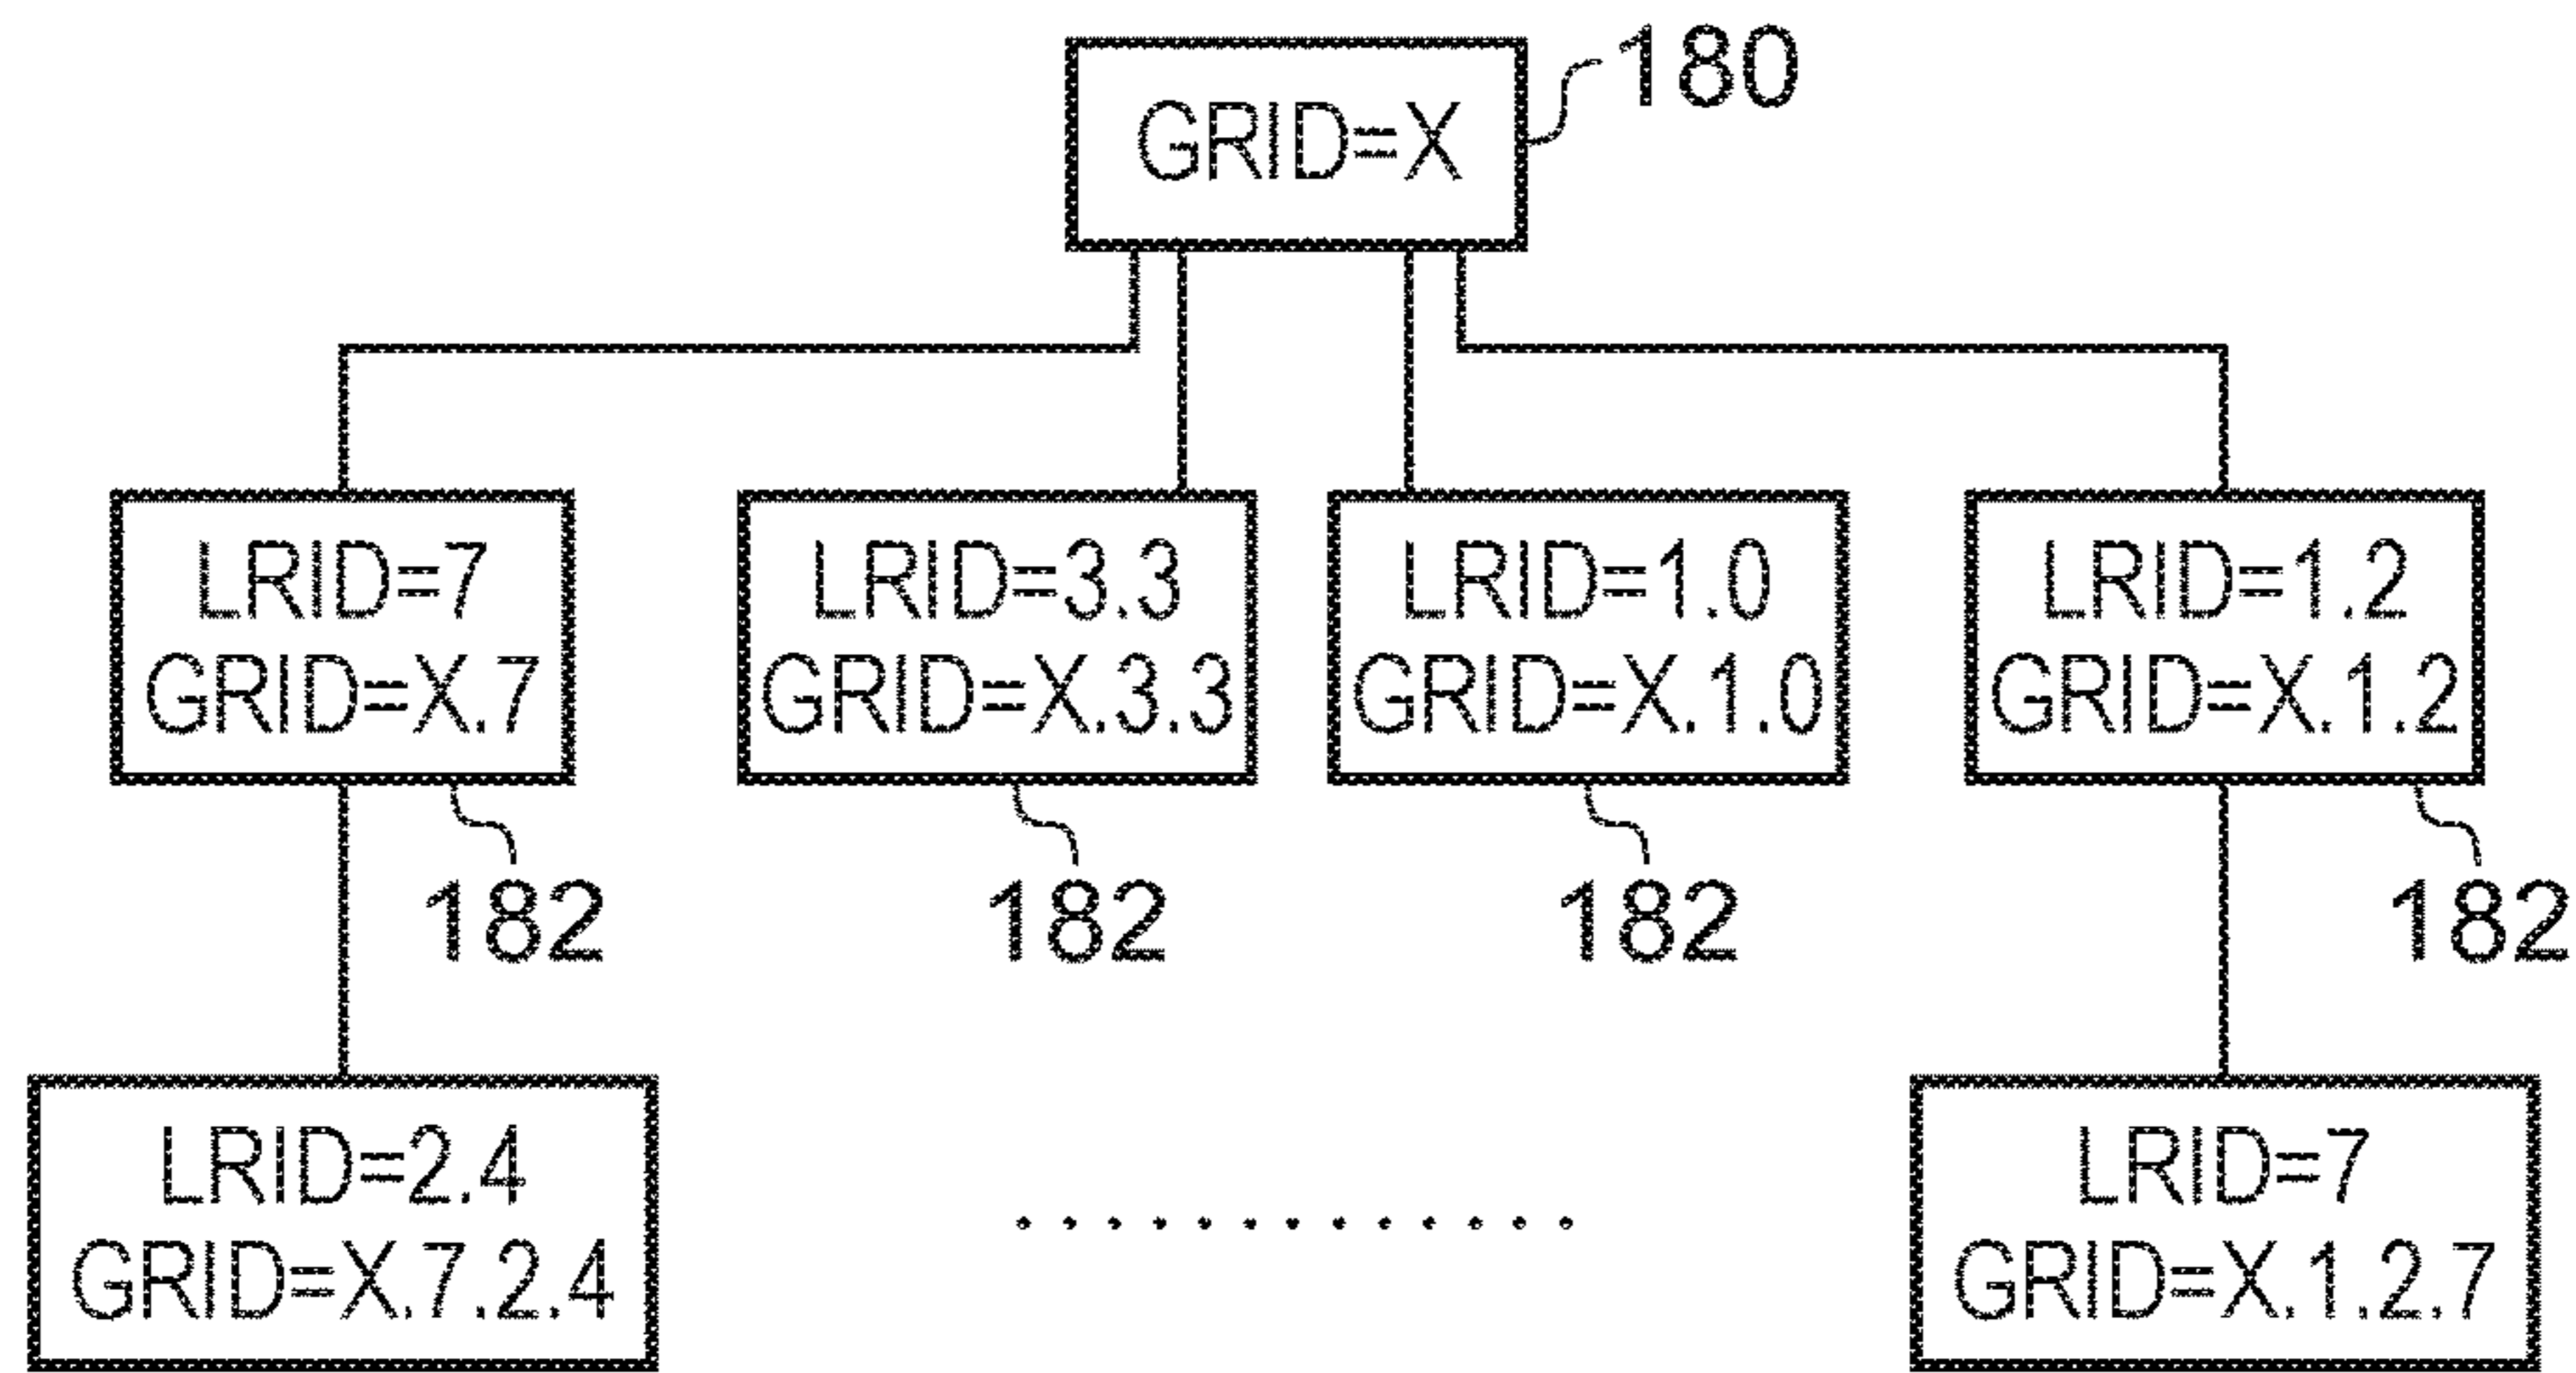 GRID=X
180
LRID=7
GRID=X.7
LRID=3.3
GRID=X.3.3
LRID=1.0
GRID=X.1.0
LRID=1.2
GRID=X.1.2
182
182
182
182
LRID=2.4
GRID=X.7.2.4
LRID=7
GRID=X.1.2.7